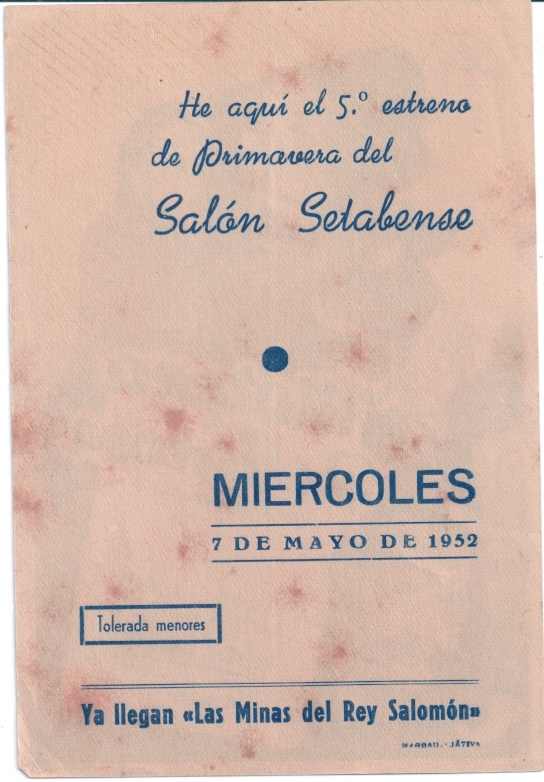 He aquí el 5.º estreno
de Primavera del
Salón Setabense
MIERCOLES
7 DE MAYO DE 1952
Tolerada menores
Ya llegan «Las Minas del Rey Salomón»
MARBAU. - JÁTIVA